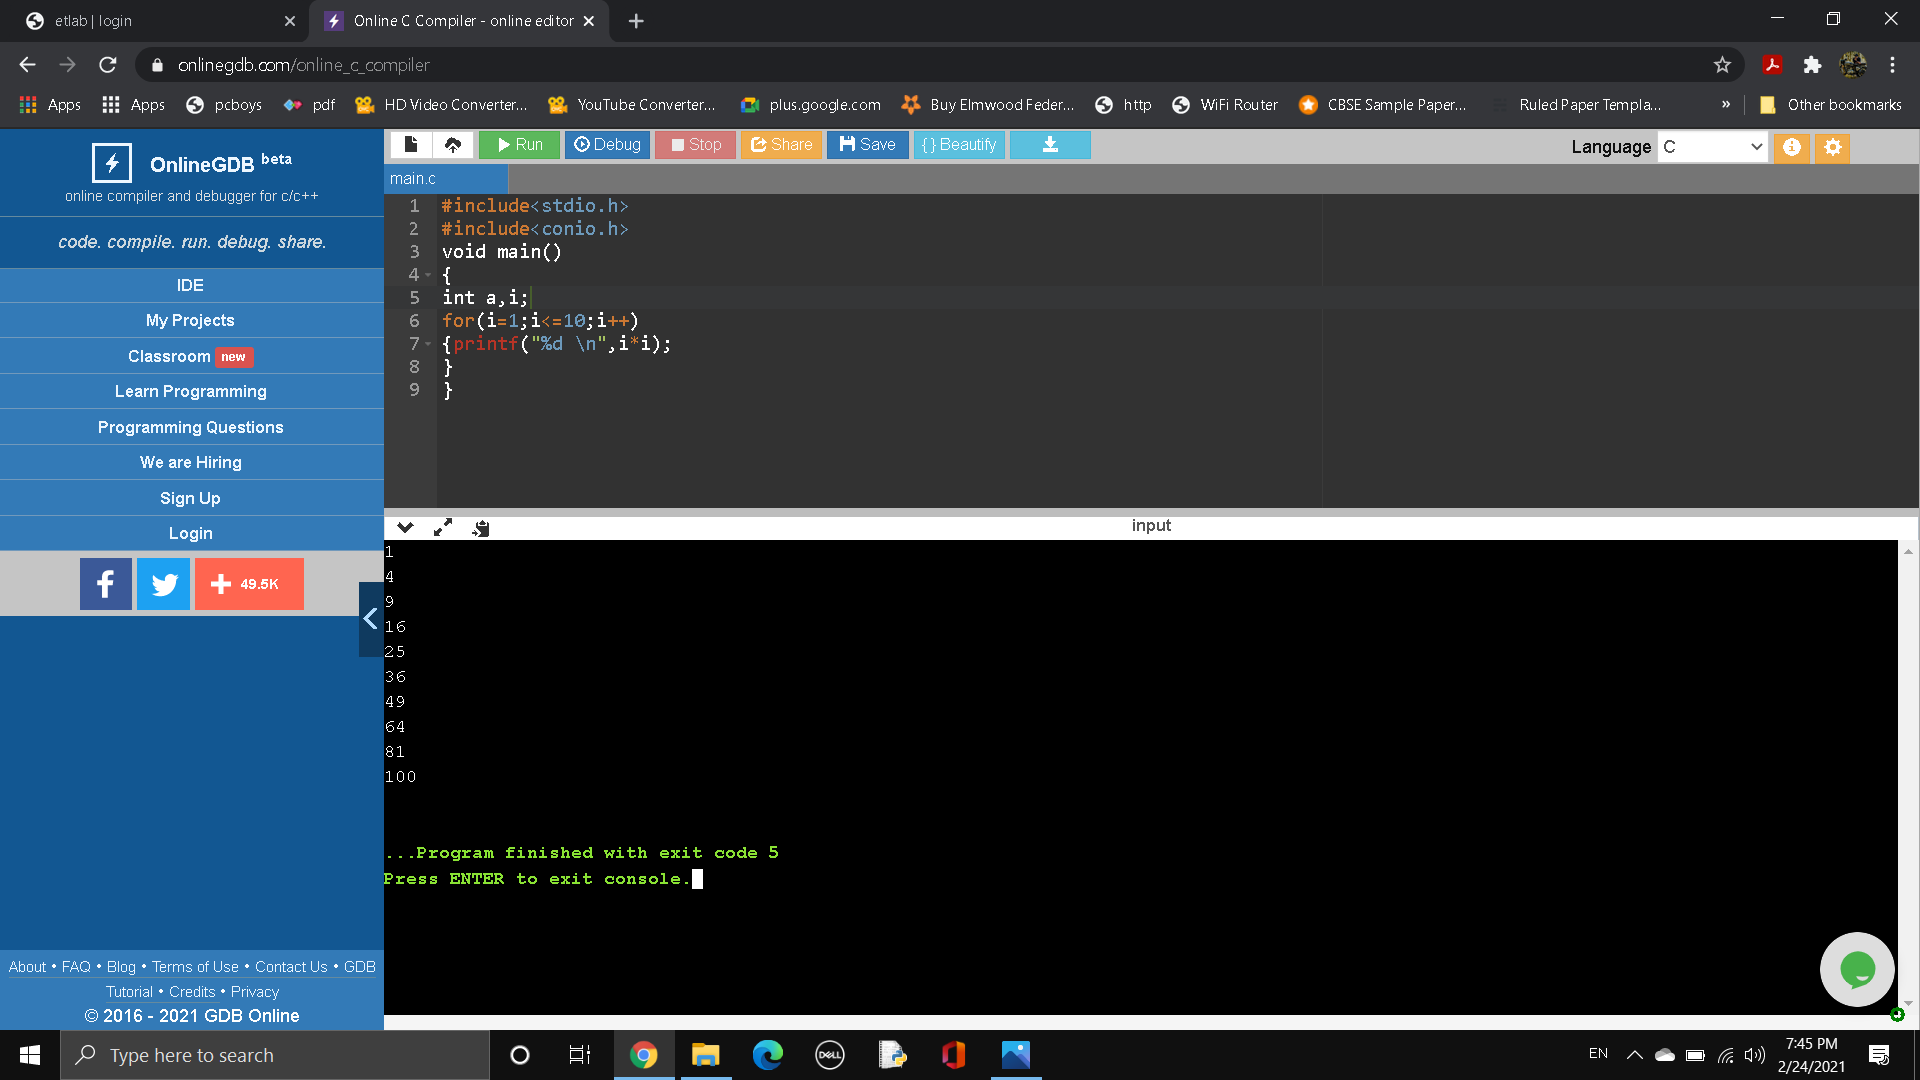 etlab | login
Online C Compiler - online editor
onlinegdb.com/online_c_compiler
Apps Apps pcboys pdf HD Video Converter... YouTube Converter... plus.google.com Buy Elmwood Feder... http WiFi Router CBSE Sample Paper... Ruled Paper Templa... » Other bookmarks
OnlineGDB beta
online compiler and debugger for c/c++
code. compile. run. debug. share.
IDE
My Projects
Classroom new
Learn Programming
Programming Questions
We are Hiring
Sign Up
Login
49.5K
About • FAQ • Blog • Terms of Use • Contact Us • GDB
Tutorial • Credits • Privacy
© 2016 - 2021 GDB Online
Run Debug Stop Share Save {} Beautify Language C
main.c
1 #include<stdio.h>
2 #include<conio.h>
3 void main()
4 {
5 int a,i;
6 for(i=1;i<=10;i++)
7 {printf("%d \n",i*i);
8 }
9 }
input
1
4
9
16
25
36
49
64
81
100
...Program finished with exit code 5
Press ENTER to exit console.
Type here to search
DELL
EN
7:45 PM
2/24/2021